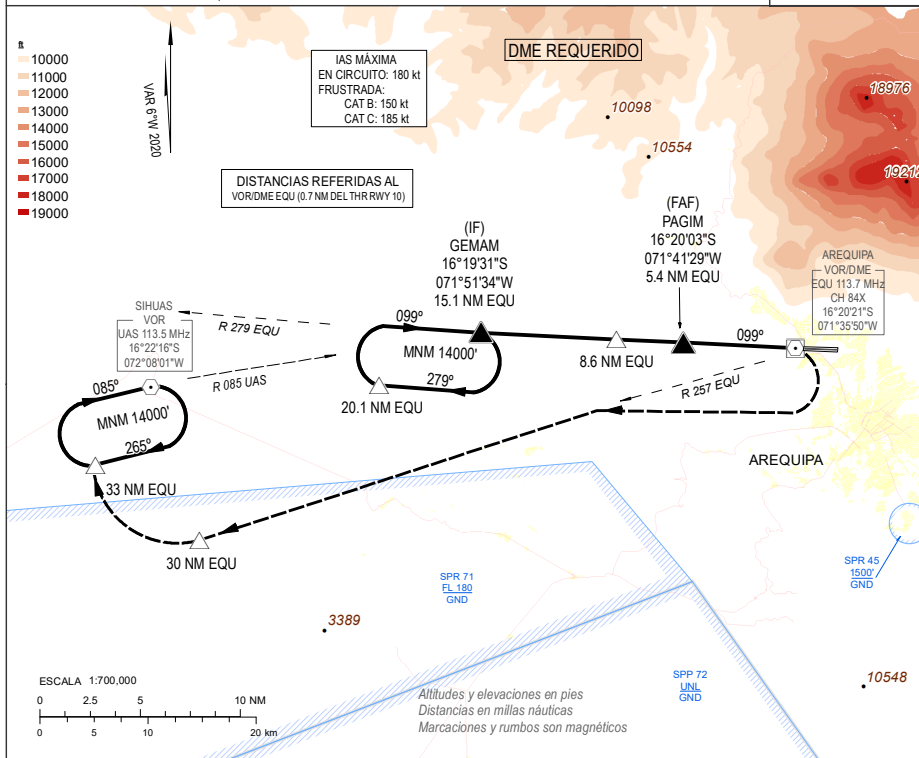 ft
10000
11000
12000
13000
14000
15000
16000
17000
18000
19000
VAR 6°W 2020
IAS MÁXIMA
EN CIRCUITO: 180 kt
FRUSTRADA:
CAT B: 150 kt
CAT C: 185 kt
DME REQUERIDO
10098
10554
18976
19212
DISTANCIAS REFERIDAS AL
VOR/DME EQU (0.7 NM DEL THR RWY 10)
(IF)
GEMAM
16°19'31"S
071°51'34"W
15.1 NM EQU
(FAF)
PAGIM
16°20'03"S
071°41'29"W
5.4 NM EQU
AREQUIPA
VOR/DME
EQU 113.7 MHz
CH 84X
16°20'21"S
071°35'50"W
SIHUAS
VOR
UAS 113.5 MHz
16°22'16"S
072°08'01"W
R 279 EQU
R 085 UAS
099º
MNM 14000'
279º
20.1 NM EQU
8.6 NM EQU
099º
R 257 EQU
085º
MNM 14000'
265º
33 NM EQU
30 NM EQU
AREQUIPA
SPR 71
FL 180
GND
SPR 45
1500'
GND
SPP 72
UNL
GND
3389
10548
ESCALA 1:700,000
0 2.5 5 10 NM
0 5 10 20 km
Altitudes y elevaciones en pies
Distancias en millas náuticas
Marcaciones y rumbos son magnéticos